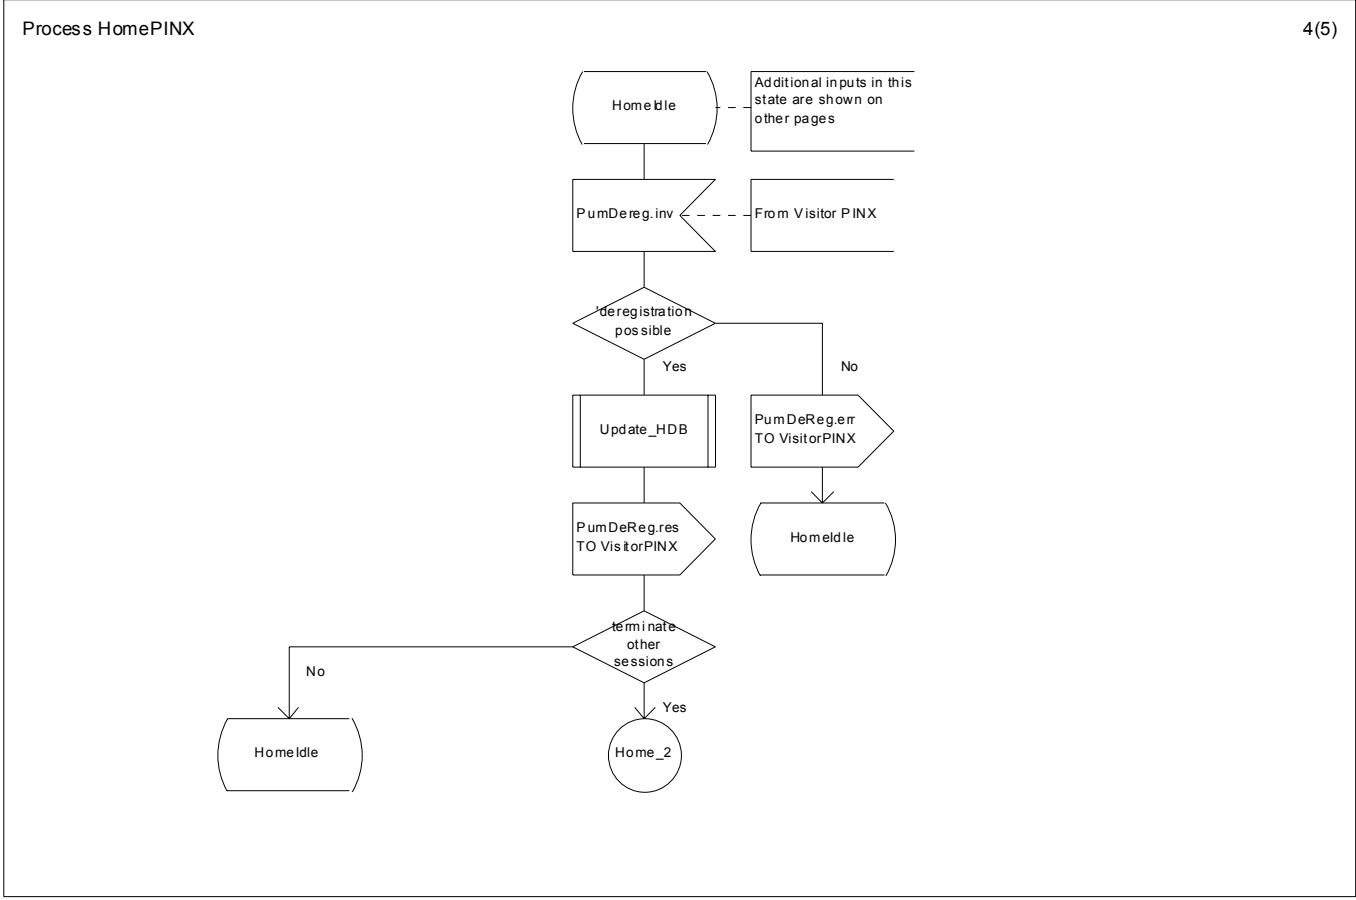 Process HomePINX
4(5)
HomeIdle
Additional inputs in this
state are shown on
other pages
PumDereg.inv
From Visitor PINX
'deregistration
possible
Yes
No
Update_HDB
PumDeReg.err
TO VisitorPINX
PumDeReg.res
TO VisitorPINX
HomeIdle
terminate
other
sessions
No
Yes
HomeIdle
Home_2